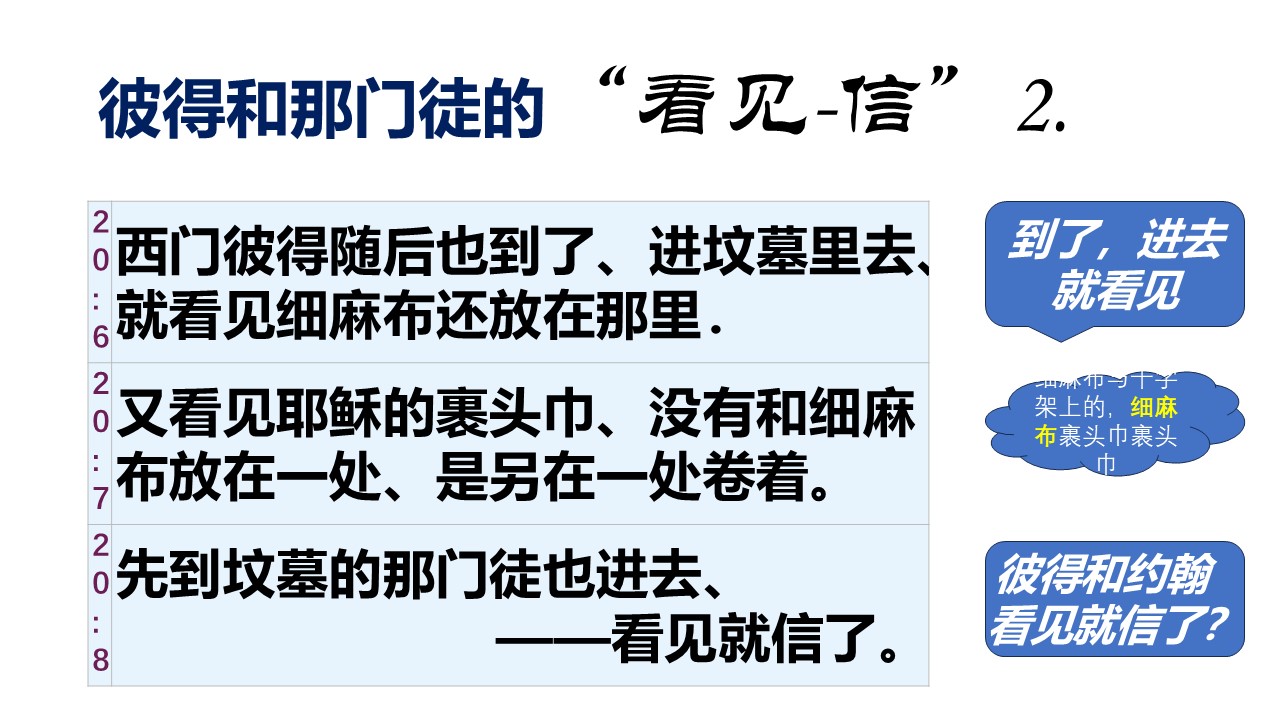 彼得和那门徒的“看见-信” 2.
20:6
西门彼得随后也到了、进坟墓里去、
就看见细麻布还放在那里．
20:7
又看见耶稣的裹头巾、没有和细麻
布放在一处、是另在一处卷着。
20:8
先到坟墓的那门徒也进去、
——看见就信了。
到了，进去
就看见
细麻布与十字
架上的，细麻
布裹头巾裹头
巾
彼得和约翰
看见就信了？